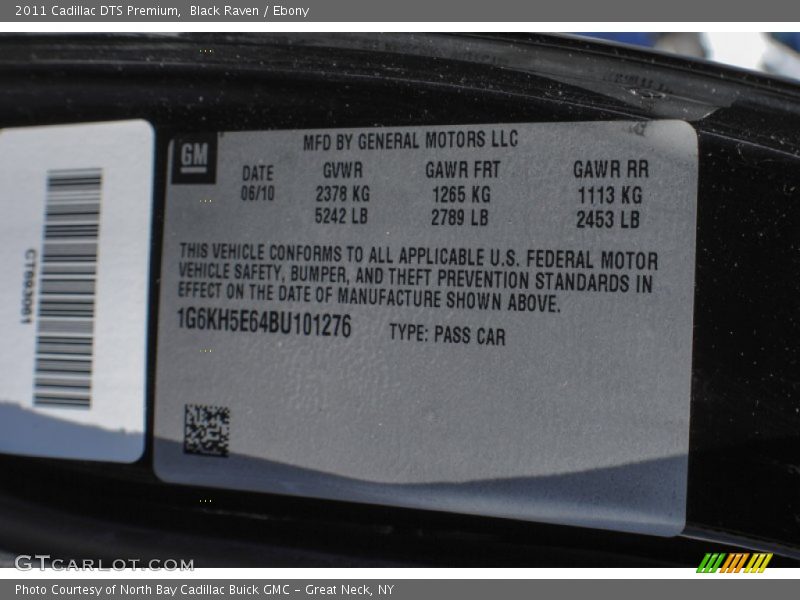 2011 Cadillac DTS Premium, Black Raven / Ebony
GM
MFD BY GENERAL MOTORS LLC
DATE GVWR GAWR FRT GAWR RR
06/10 2378 KG 1265 KG 1113 KG
5242 LB 2789 LB 2453 LB
THIS VEHICLE CONFORMS TO ALL APPLICABLE U.S. FEDERAL MOTOR
VEHICLE SAFETY, BUMPER, AND THEFT PREVENTION STANDARDS IN
EFFECT ON THE DATE OF MANUFACTURE SHOWN ABOVE.
1G6KH5E64BU101276 TYPE: PASS CAR
CT093061
GTCARLOT.COM
Photo Courtesy of North Bay Cadillac Buick GMC - Great Neck, NY